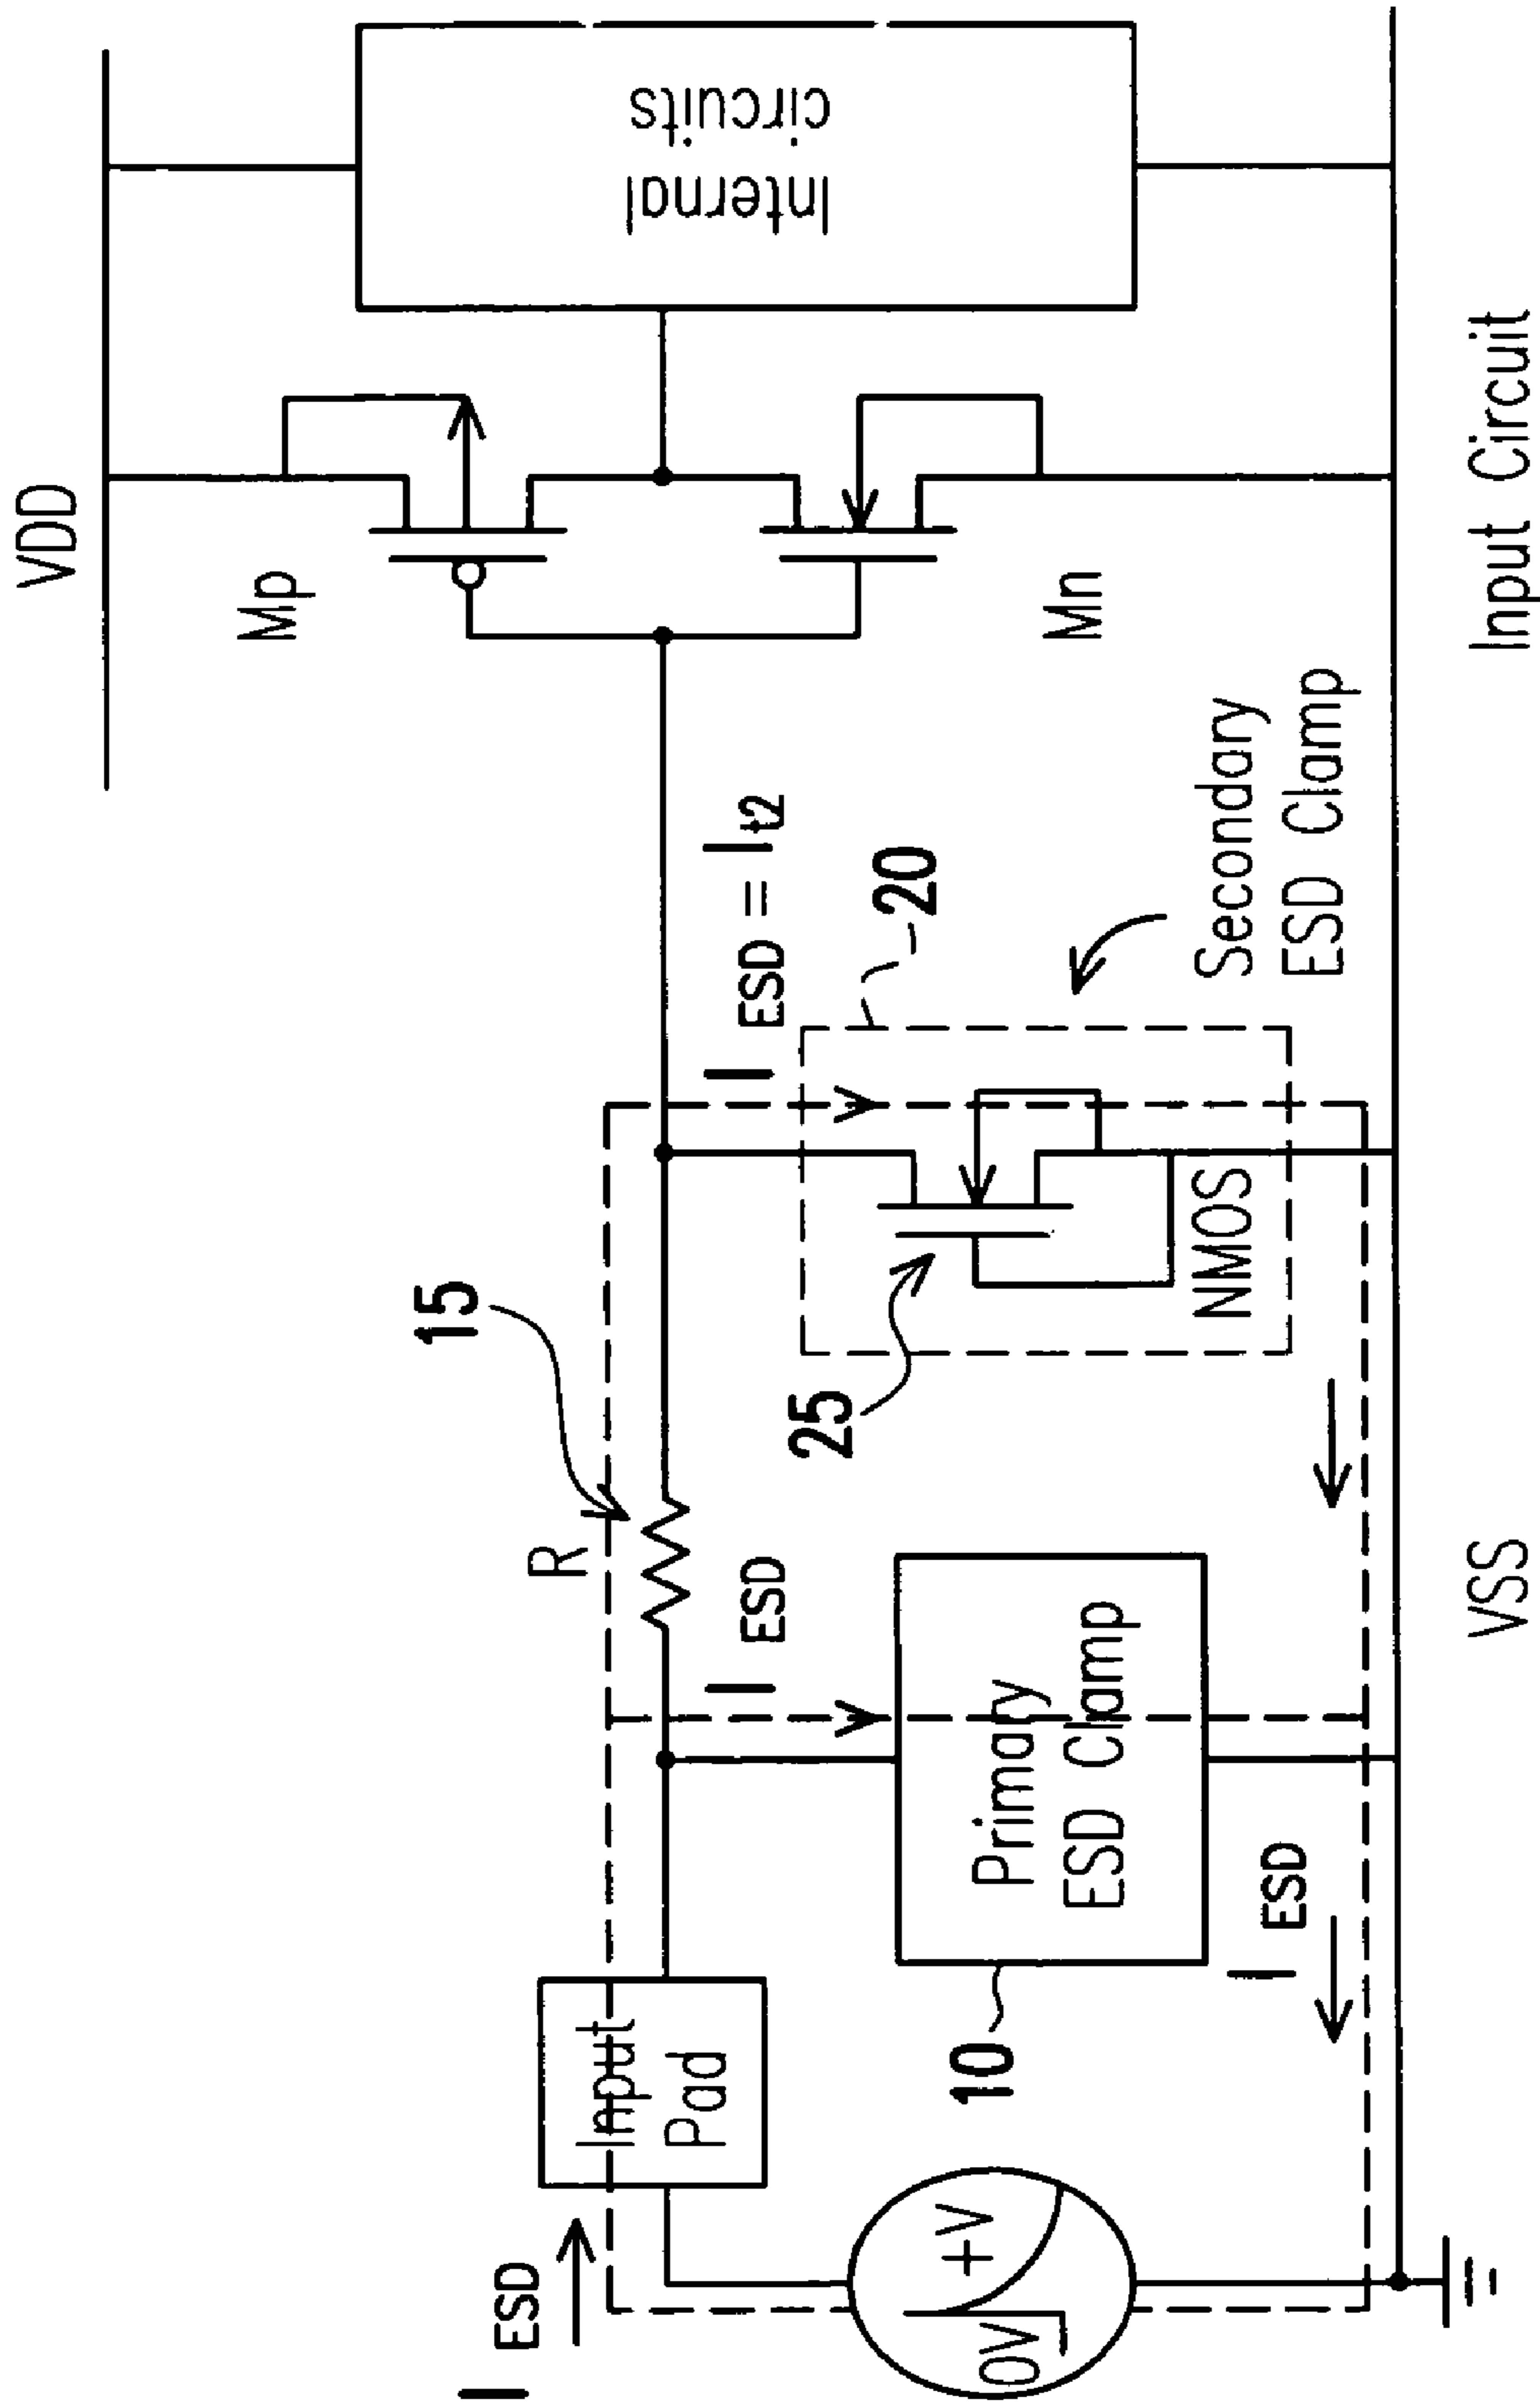 VDD
Mp
Internal
circuits
Mn
Input Circuit
I ESD = It2
20
Secondary
ESD Clamp
15
R
25
NMOS
I ESD
Primary
ESD Clamp
10
I ESD
VSS
Input
Pad
I ESD
0V
+V